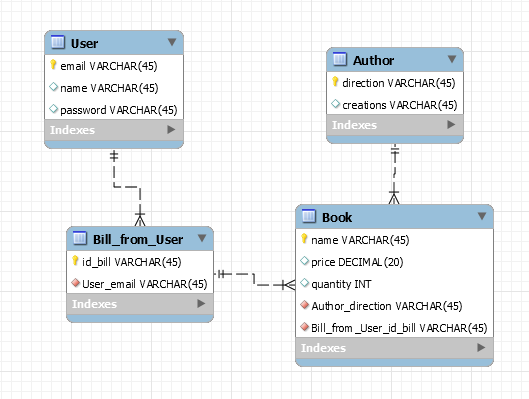 User
email VARCHAR(45)
name VARCHAR(45)
password VARCHAR(45)
Indexes
Author
direction VARCHAR(45)
creations VARCHAR(45)
Indexes
Bill_from_User
id_bill VARCHAR(45)
User_email VARCHAR(45)
Indexes
Book
name VARCHAR(45)
price DECIMAL(20)
quantity INT
Author_direction VARCHAR(45)
Bill_from_User_id_bill VARCHAR(45)
Indexes